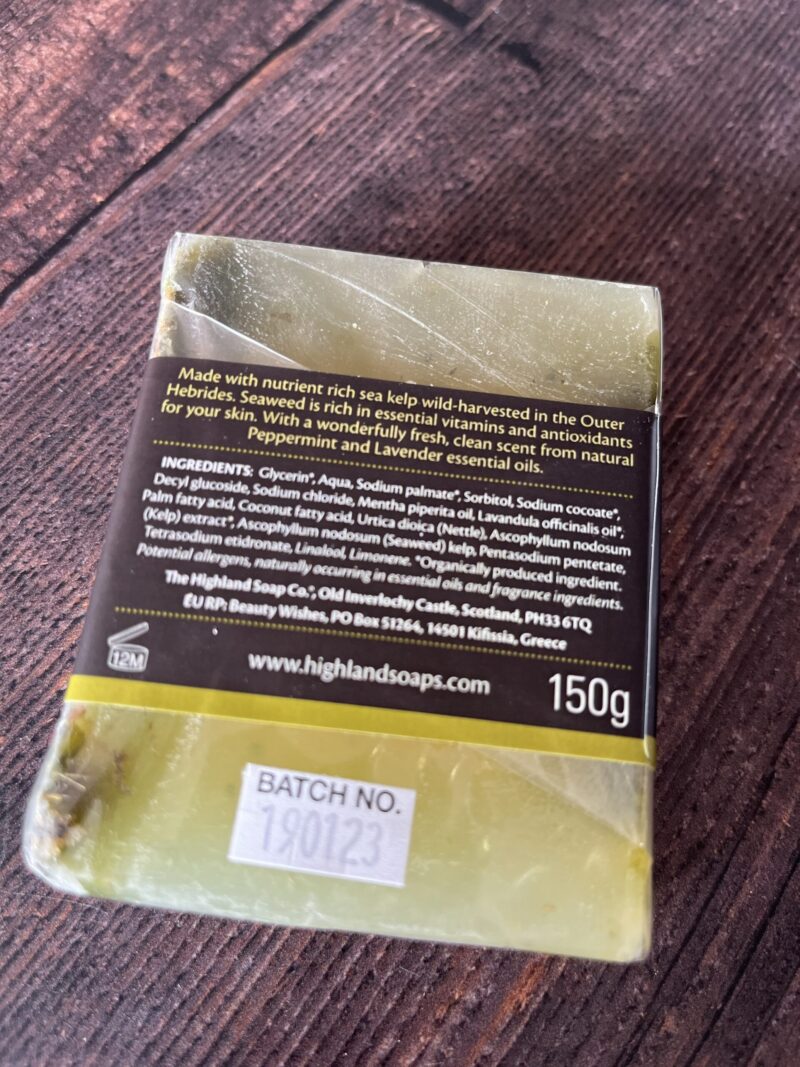 Made with nutrient rich sea kelp wild-harvested in the Outer
Hebrides. Seaweed is rich in essential vitamins and antioxidants
for your skin. With a wonderfully fresh, clean scent from natural
Peppermint and Lavender essential oils.
INGREDIENTS: Glycerin*, Aqua, Sodium palmate*, Sorbitol, Sodium cocoate*,
Decyl glucoside, Sodium chloride, Mentha piperita oil, Lavandula officinalis oil*,
Palm fatty acid, Coconut fatty acid, Urtica dioica (Nettle), Ascophyllum nodosum
(Kelp) extract*, Ascophyllum nodosum (Seaweed) kelp, Pentasodium pentetate,
Tetrasodium etidronate, Linalool, Limonene. *Organically produced ingredient.
Potential allergens, naturally occurring in essential oils and fragrance ingredients.
The Highland Soap Co.®, Old Inverlochy Castle, Scotland, PH33 6TQ
EU RP: Beauty Wishes, PO Box 51264, 14501 Kifissia, Greece
12M
www.highlandsoaps.com
150g
BATCH NO.
190123